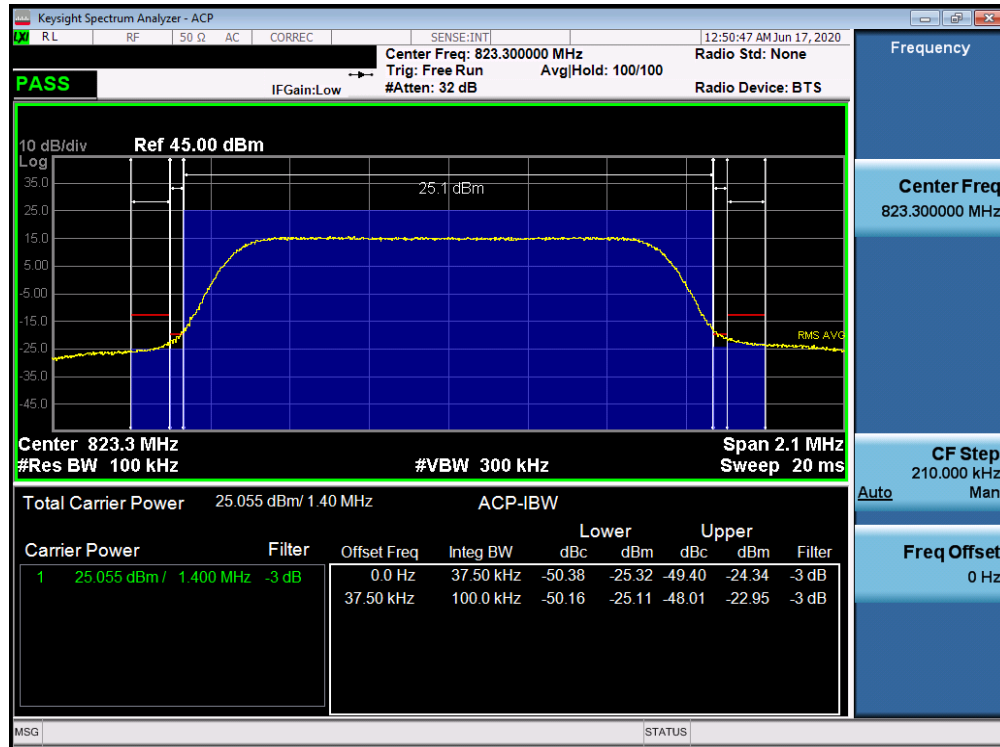 Keysight Spectrum Analyzer - ACP
LXI RL RF 50 Ω AC CORREC SENSE:INT 12:50:47 AM Jun 17, 2020
Center Freq: 823.300000 MHz Radio Std: None
Trig: Free Run Avg|Hold: 100/100
PASS IFGain:Low #Atten: 32 dB Radio Device: BTS
10 dB/div Ref 45.00 dBm
Log
35.0
25.1 dBm
25.0
15.0
5.00
-5.00
-15.0
RMS AVG
-25.0
-35.0
-45.0
Center 823.3 MHz Span 2.1 MHz
#Res BW 100 kHz #VBW 300 kHz Sweep 20 ms
Total Carrier Power 25.055 dBm/ 1.40 MHz ACP-IBW
Lower Upper
Carrier Power Filter Offset Freq Integ BW dBc dBm dBc dBm Filter
1 25.055 dBm / 1.400 MHz -3 dB 0.0 Hz 37.50 kHz -50.38 -25.32 -49.40 -24.34 -3 dB
37.50 kHz 100.0 kHz -50.16 -25.11 -48.01 -22.95 -3 dB
MSG STATUS
Frequency
Center Freq
823.300000 MHz
CF Step
210.000 kHz
Auto Man
Freq Offset
0 Hz